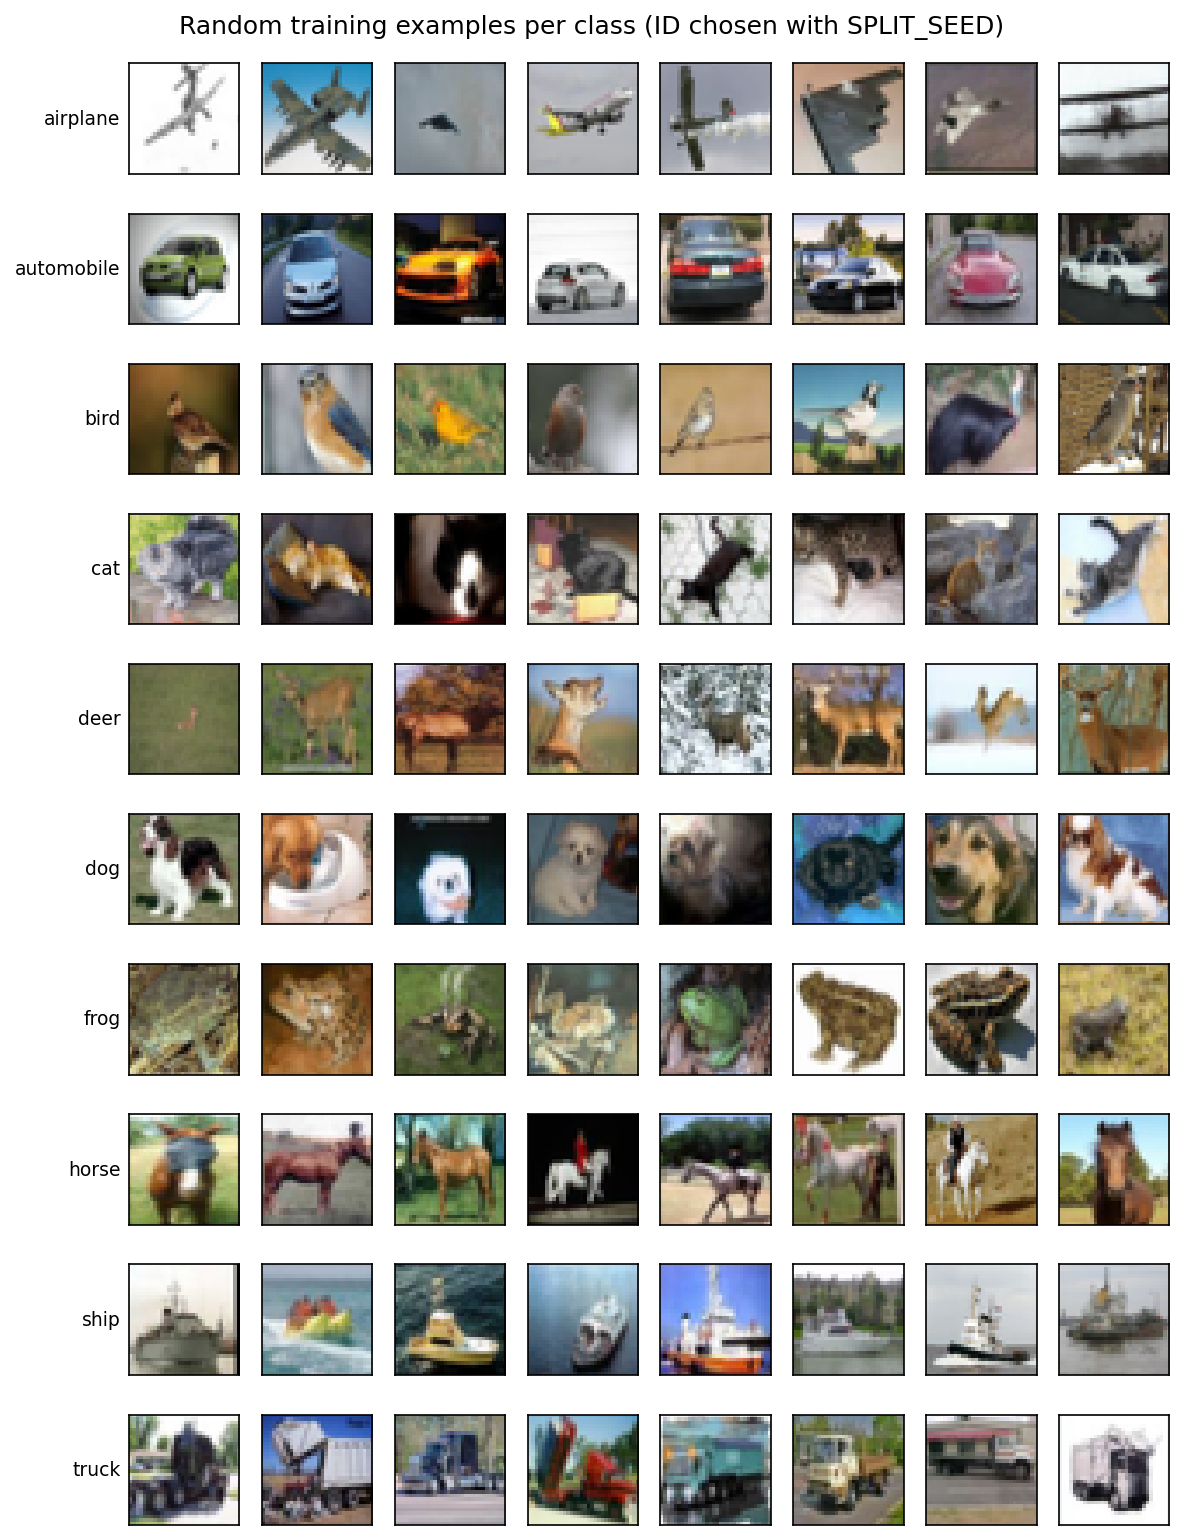 Random training examples per class (ID chosen with SPLIT_SEED)
airplane
automobile
bird
cat
deer
dog
frog
horse
ship
truck